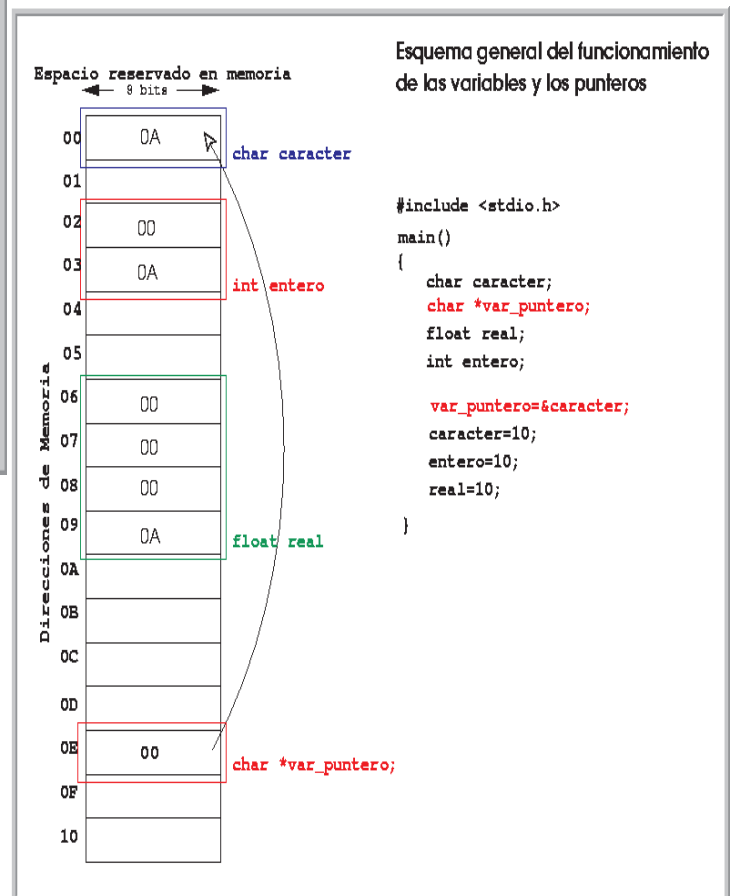 Esquema general del funcionamiento
de las variables y los punteros
Espacio reservado en memoria
8 bits
Direcciones de Memoria
00 0A
char caracter
01
02 00
03 0A
int entero
04
05
06 00
07 00
08 00
09 0A
float real
0A
0B
0C
0D
0E 00
char *var_puntero;
0F
10
#include <stdio.h>
main()
{
char caracter;
char *var_puntero;
float real;
int entero;
var_puntero=&caracter;
caracter=10;
entero=10;
real=10;
}